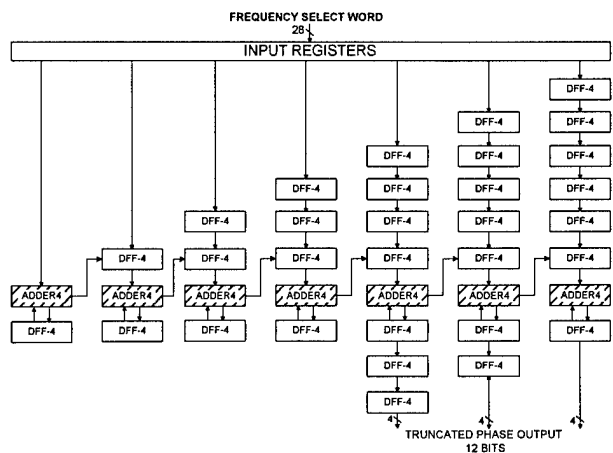 FREQUENCY SELECT WORD
28
INPUT REGISTERS
DFF-4
DFF-4 DFF-4
DFF-4 DFF-4 DFF-4
DFF-4 DFF-4 DFF-4 DFF-4
DFF-4 DFF-4 DFF-4 DFF-4 DFF-4
DFF-4 DFF-4 DFF-4 DFF-4 DFF-4 DFF-4
ADDER4 ADDER4 ADDER4 ADDER4 ADDER4 ADDER4 ADDER4
DFF-4 DFF-4 DFF-4 DFF-4 DFF-4 DFF-4 DFF-4
DFF-4 DFF-4
DFF-4
4 4 4
TRUNCATED PHASE OUTPUT
12 BITS